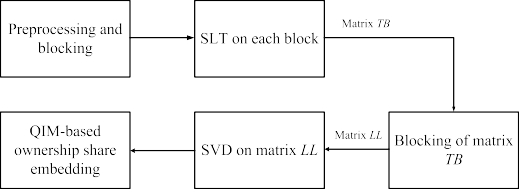 Preprocessing and
blocking
SLT on each block
Matrix TB
Blocking of matrix
TB
Matrix LL
SVD on matrix LL
QIM-based
ownership share
embedding